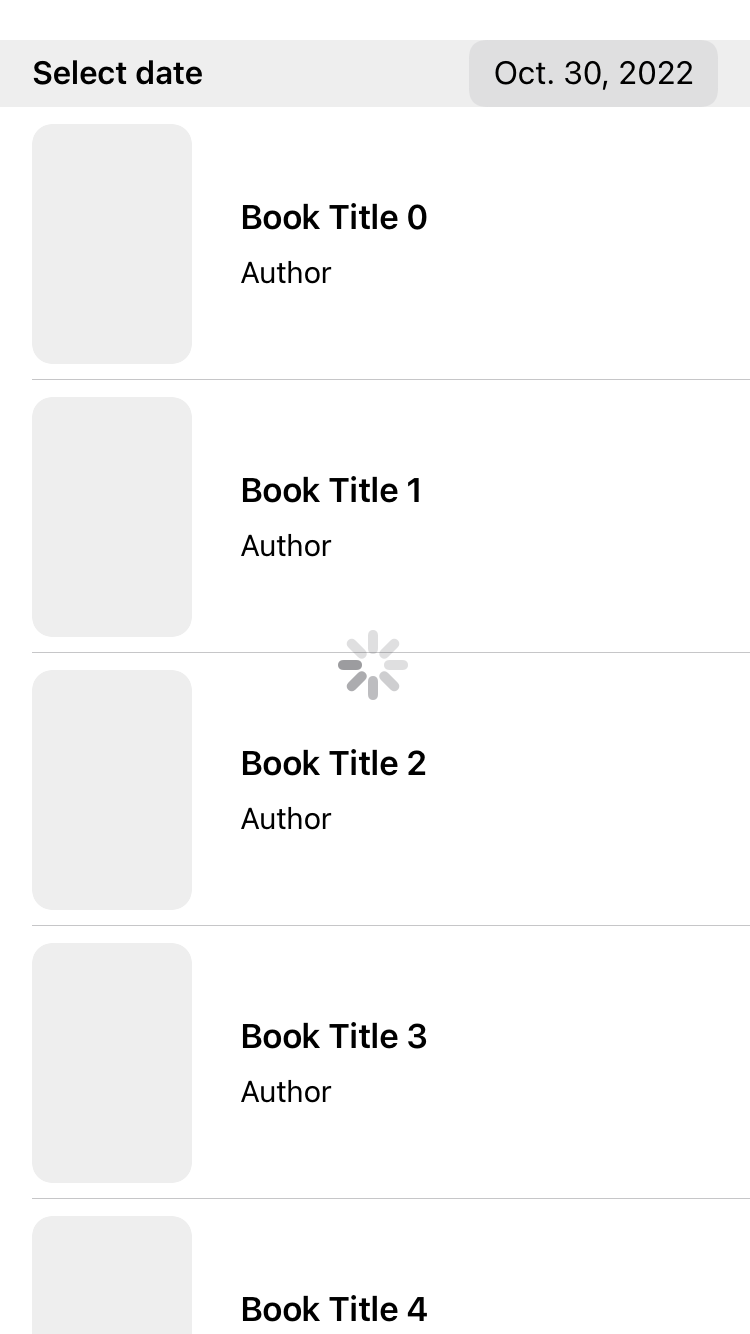 Select date
Oct. 30, 2022
Book Title 0
Author
Book Title 1
Author
Book Title 2
Author
Book Title 3
Author
Book Title 4